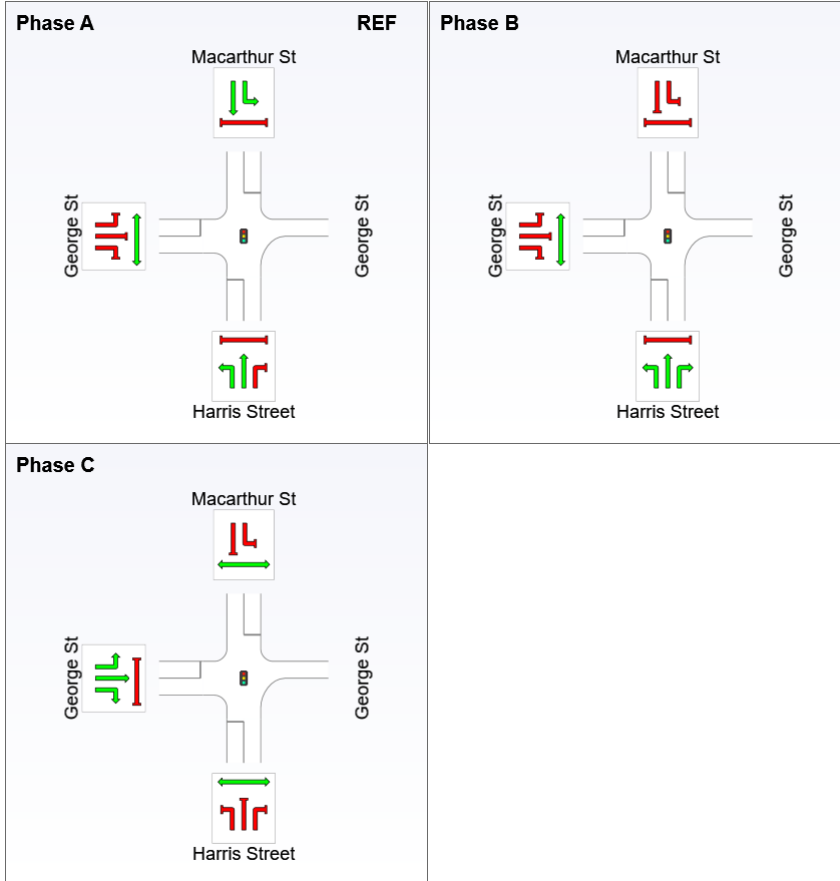 Phase A
REF
Macarthur St
George St
George St
Harris Street
Phase B
Macarthur St
George St
George St
Harris Street
Phase C
Macarthur St
George St
George St
Harris Street